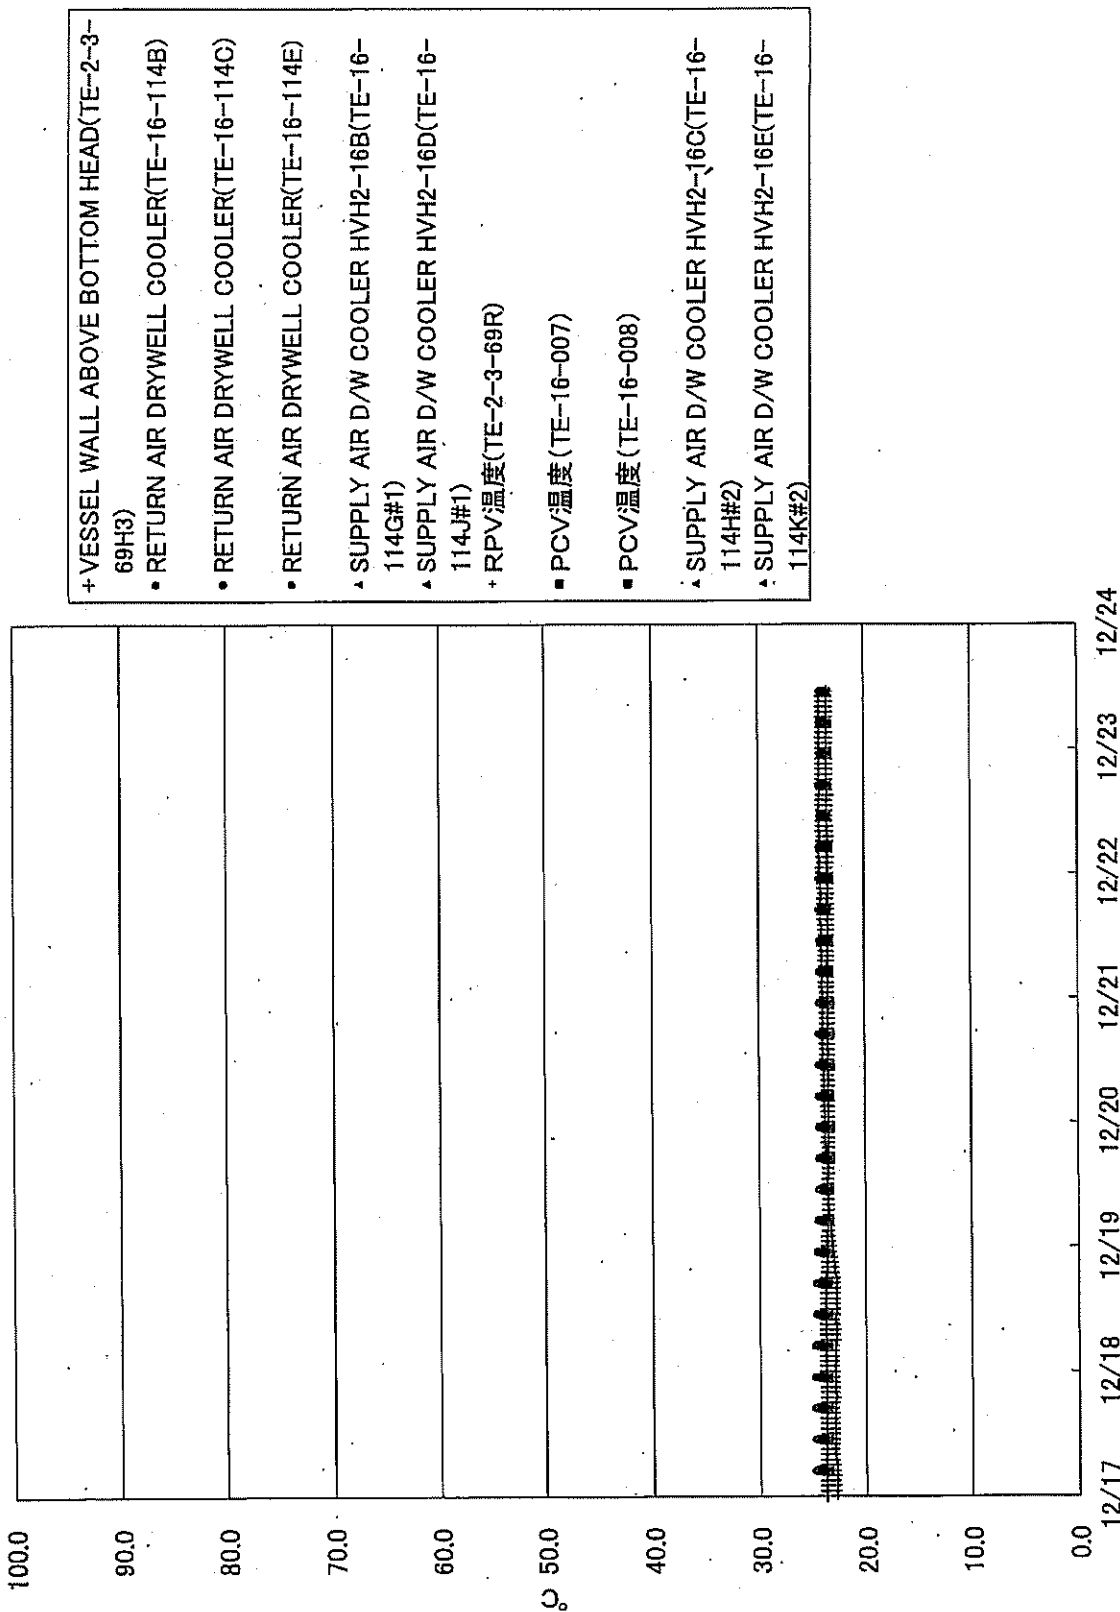 100.0
90.0
80.0
70.0
60.0
50.0
40.0
30.0
20.0
10.0
0.0
℃
12/17
12/18
12/19
12/20
12/21
12/22
12/23
12/24
+ VESSEL WALL ABOVE BOTTOM HEAD(TE-2-3-
69H3)
• RETURN AIR DRYWELL COOLER(TE-16-114B)
• RETURN AIR DRYWELL COOLER(TE-16-114C)
• RETURN AIR DRYWELL COOLER(TE-16-114E)
▲ SUPPLY AIR D/W COOLER HVH2-16B(TE-16-
114G#1)
▲ SUPPLY AIR D/W COOLER HVH2-16D(TE-16-
114J#1)
+ RPV温度(TE-2-3-69R)
■ PCV温度(TE-16-007)
■ PCV温度(TE-16-008)
▲ SUPPLY AIR D/W COOLER HVH2-16C(TE-16-
114H#2)
▲ SUPPLY AIR D/W COOLER HVH2-16E(TE-16-
114K#2)